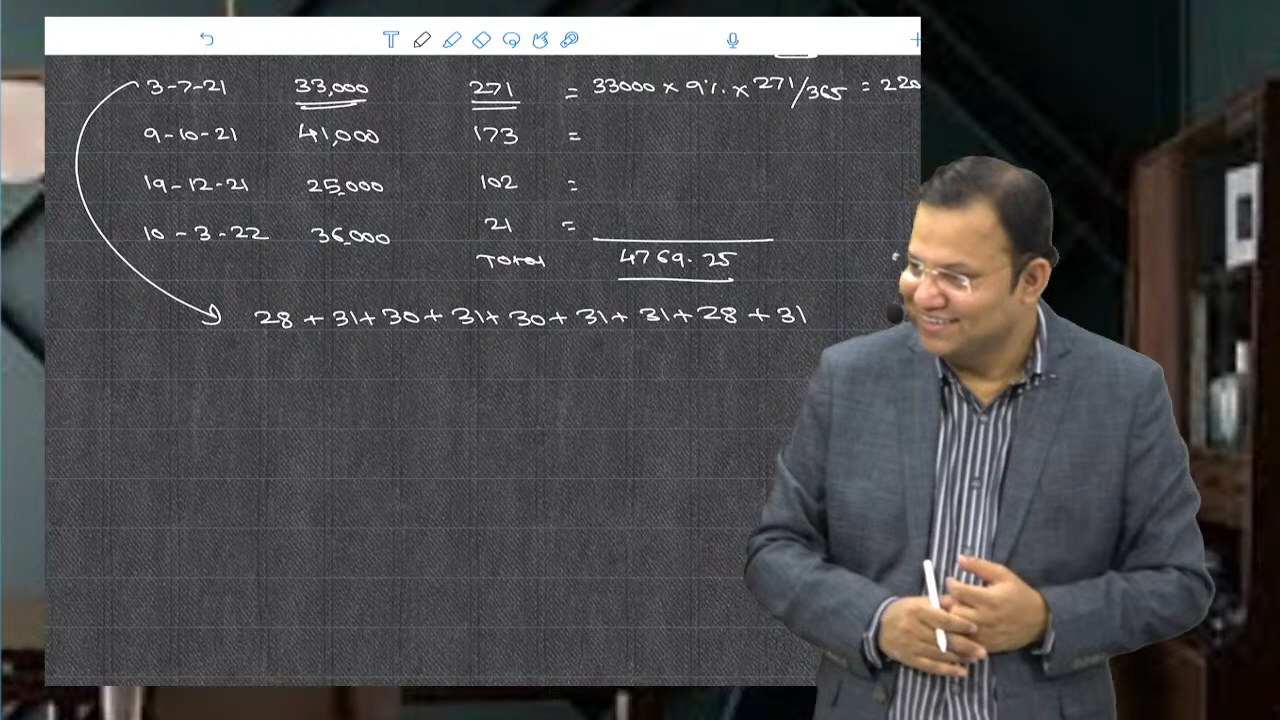 3-7-21 33,000 271 = 33000 x 9%. x 271/365 = 220
9-10-21 41,000 173 =
19-12-21 25,000 102 =
10-3-22 36,000 21 =
Total 4769.25
28 + 31 + 30 + 31 + 30 + 31 + 31 + 28 + 31